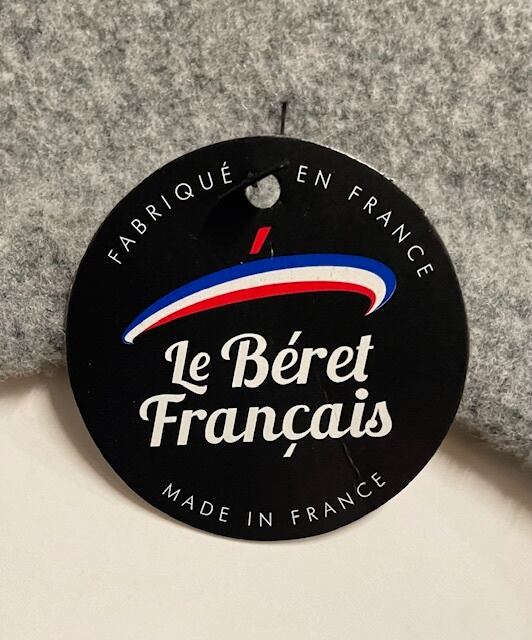 FABRIQUÉ EN FRANCE
Le Béret
Français
MADE IN FRANCE